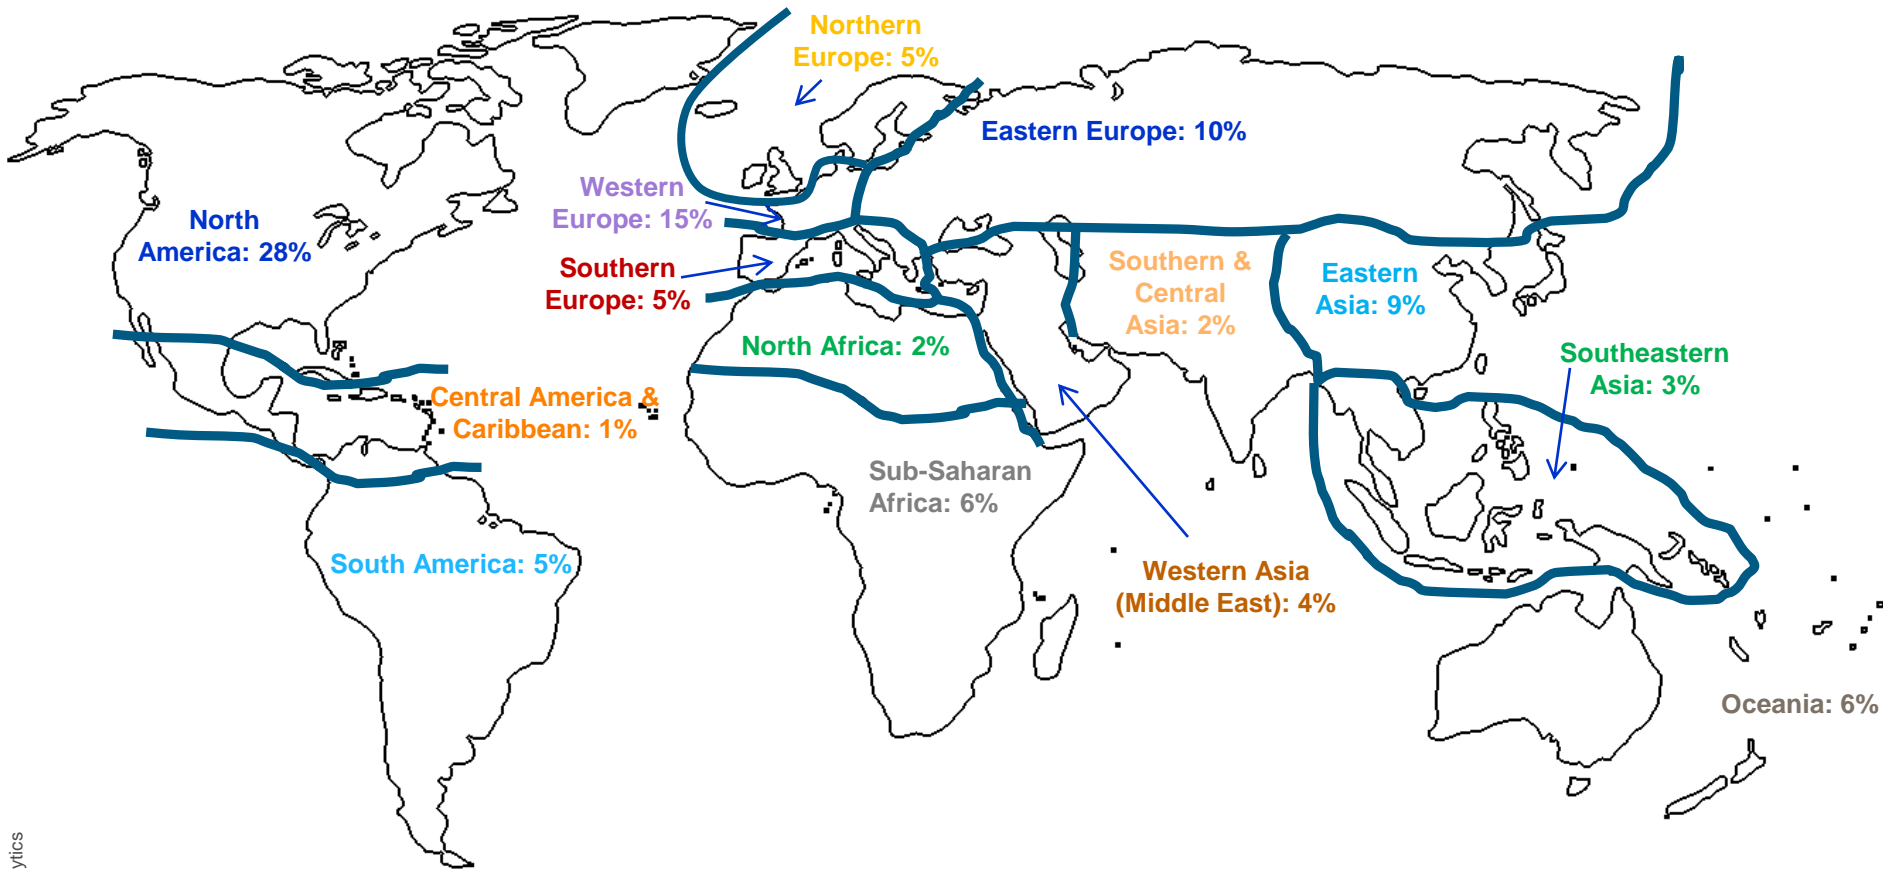 Northern
Europe: 5%
Eastern Europe: 10%
Western
Europe: 15%
North
America: 28%
Southern
Europe: 5%
Southern &
Central
Asia: 2%
Eastern
Asia: 9%
North Africa: 2%
Southeastern
Asia: 3%
Central America &
Caribbean: 1%
Sub-Saharan
Africa: 6%
South America: 5%
Western Asia
(Middle East): 4%
Oceania: 6%
ytics